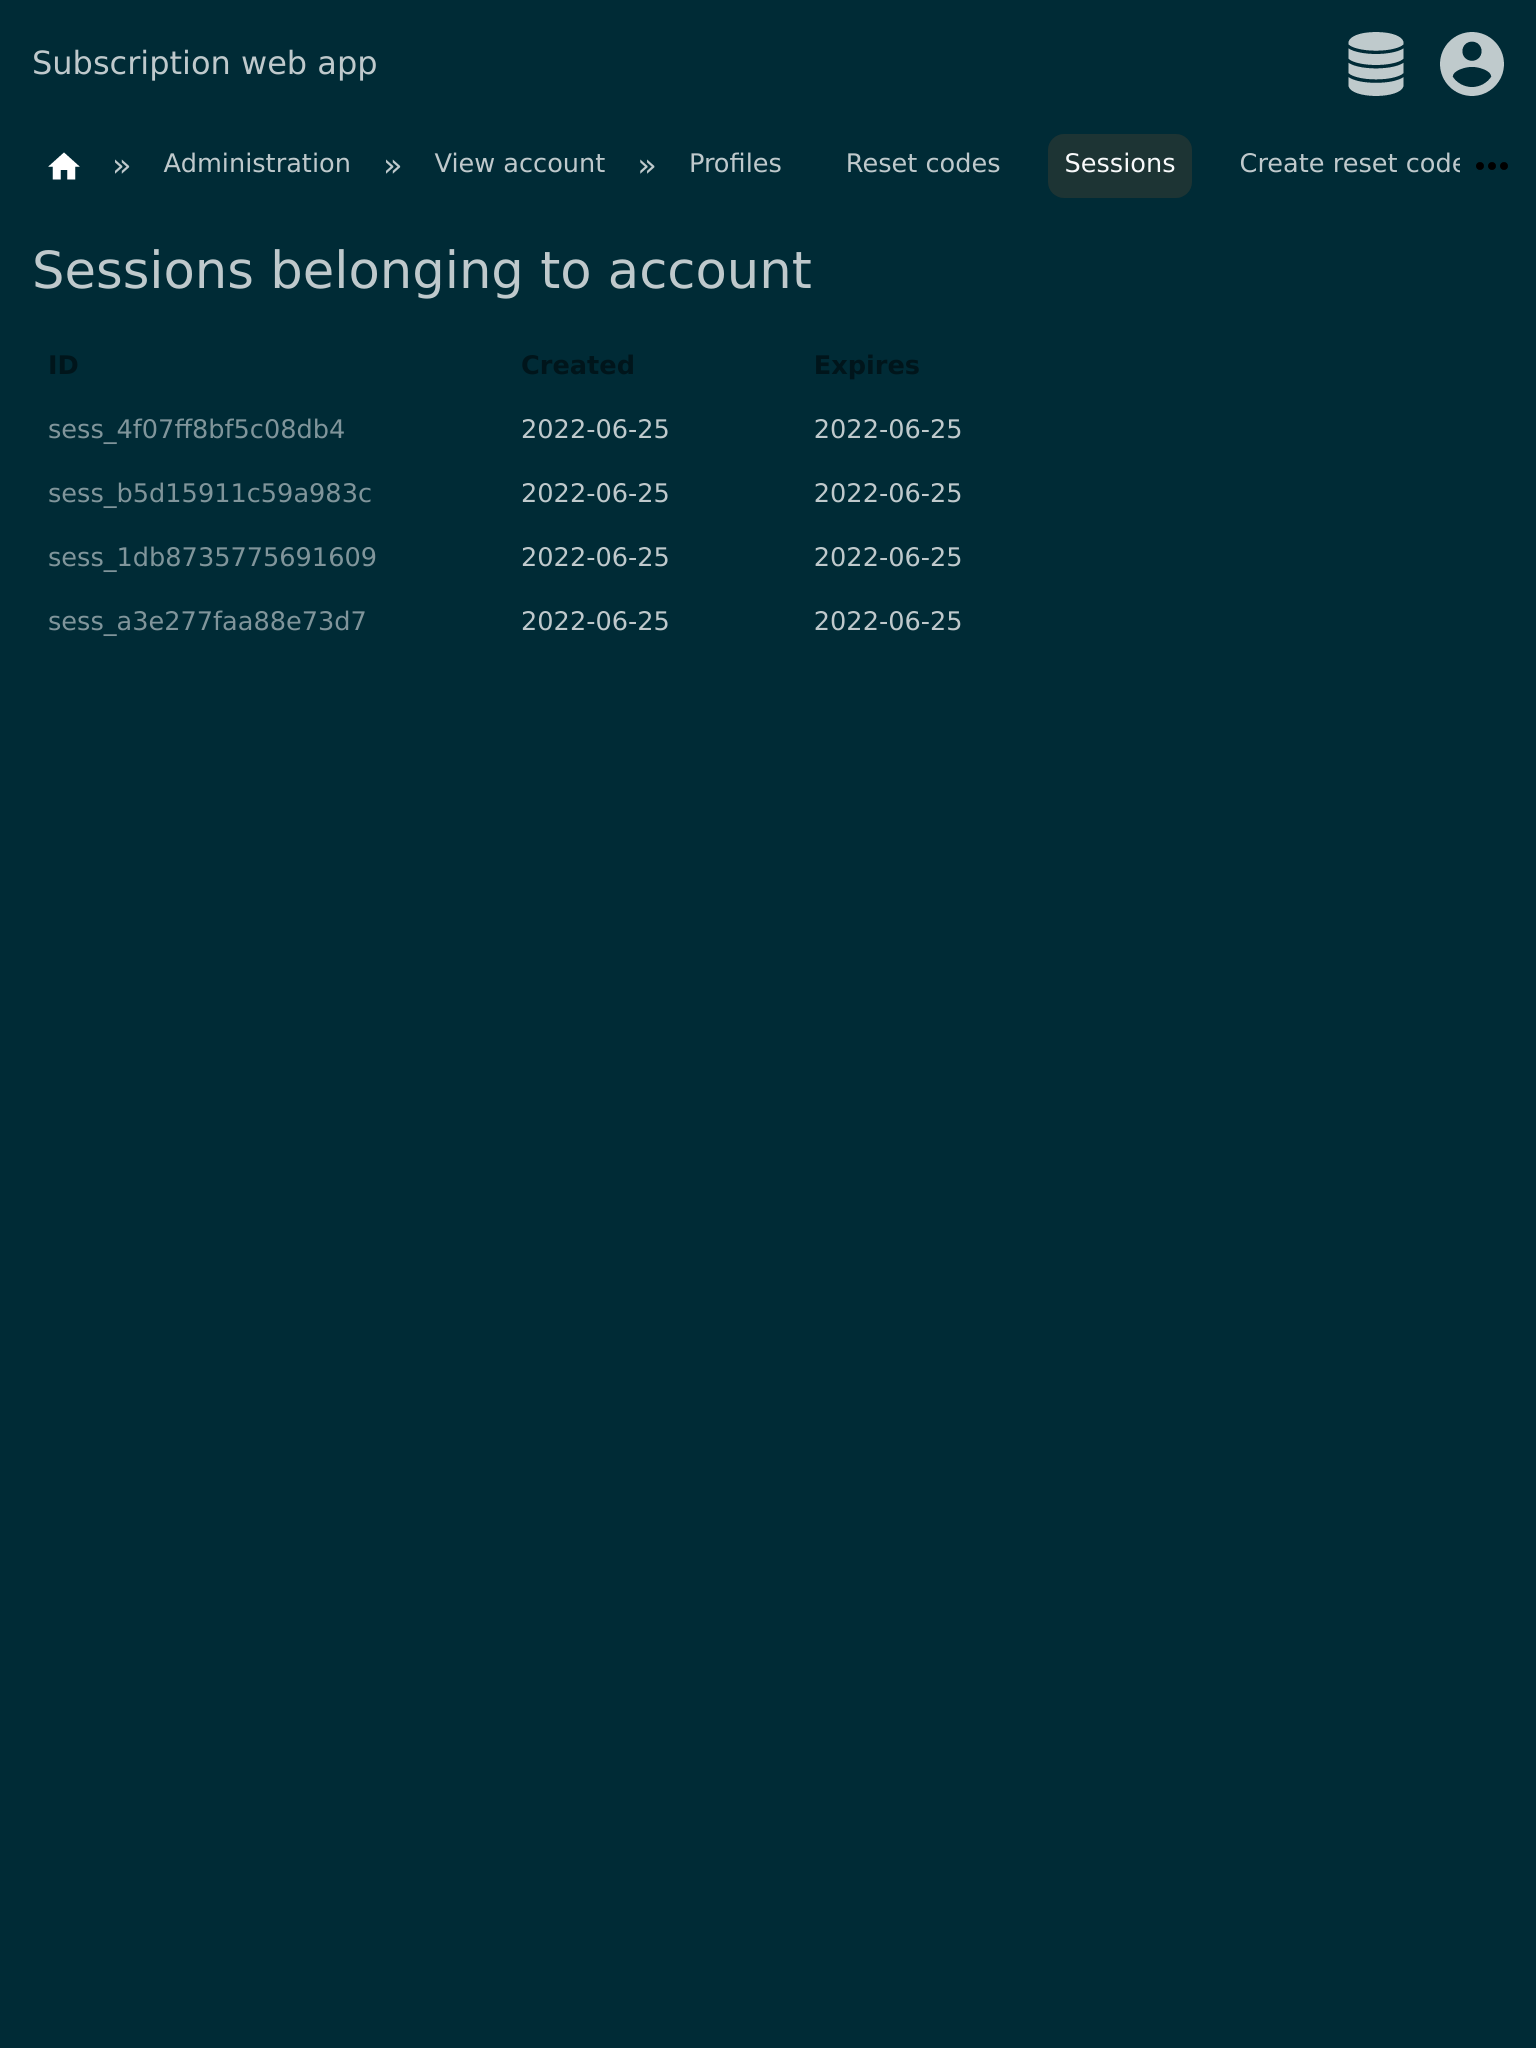 Subscription web app
» Administration » View account » Profiles Reset codes Sessions Create reset code •••
Sessions belonging to account
ID Created Expires
sess_4f07ff8bf5c08db4 2022-06-25 2022-06-25
sess_b5d15911c59a983c 2022-06-25 2022-06-25
sess_1db8735775691609 2022-06-25 2022-06-25
sess_a3e277faa88e73d7 2022-06-25 2022-06-25